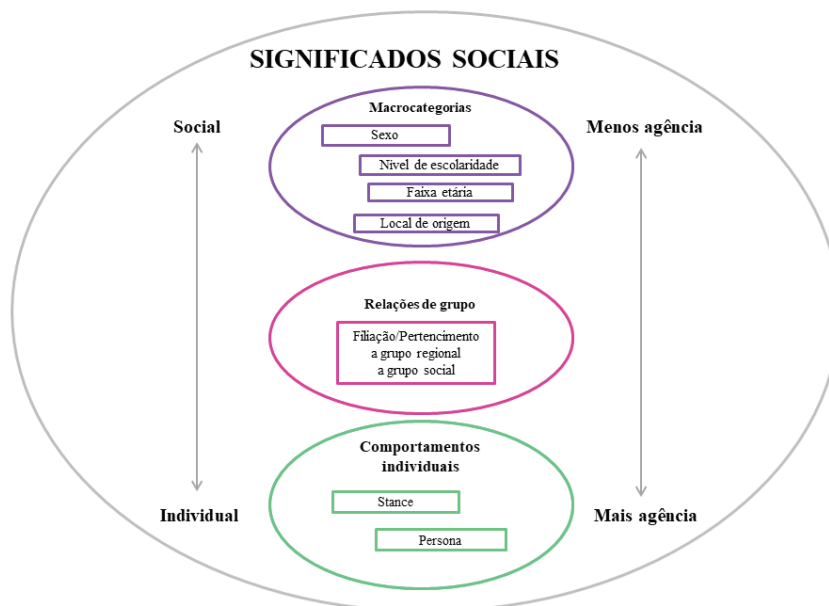 SIGNIFICADOS SOCIAIS
Macrocategorias
Social
Sexo
Menos agência
Nível de escolaridade
Faixa etária
Local de origem
Relações de grupo
Filiação/Pertencimento
a grupo regional
a grupo social
Comportamentos
individuais
Stance
Individual
Mais agência
Persona